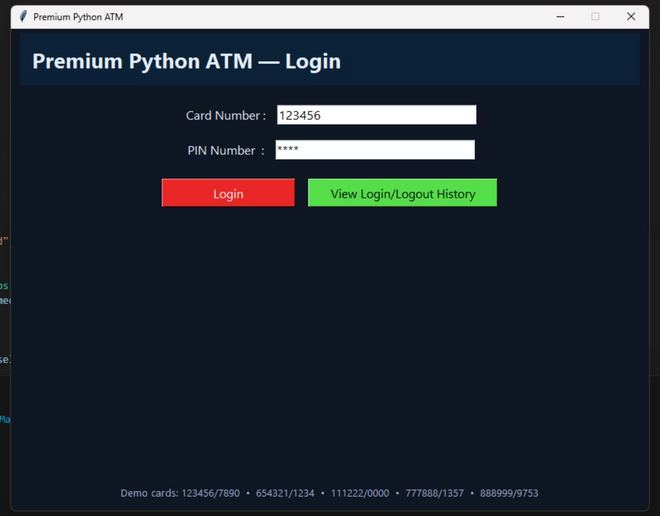 Premium Python ATM
Premium Python ATM — Login
Card Number : 123456
PIN Number : ****
Login View Login/Logout History
Demo cards: 123456/7890 • 654321/1234 • 111222/0000 • 777888/1357 • 888999/9753